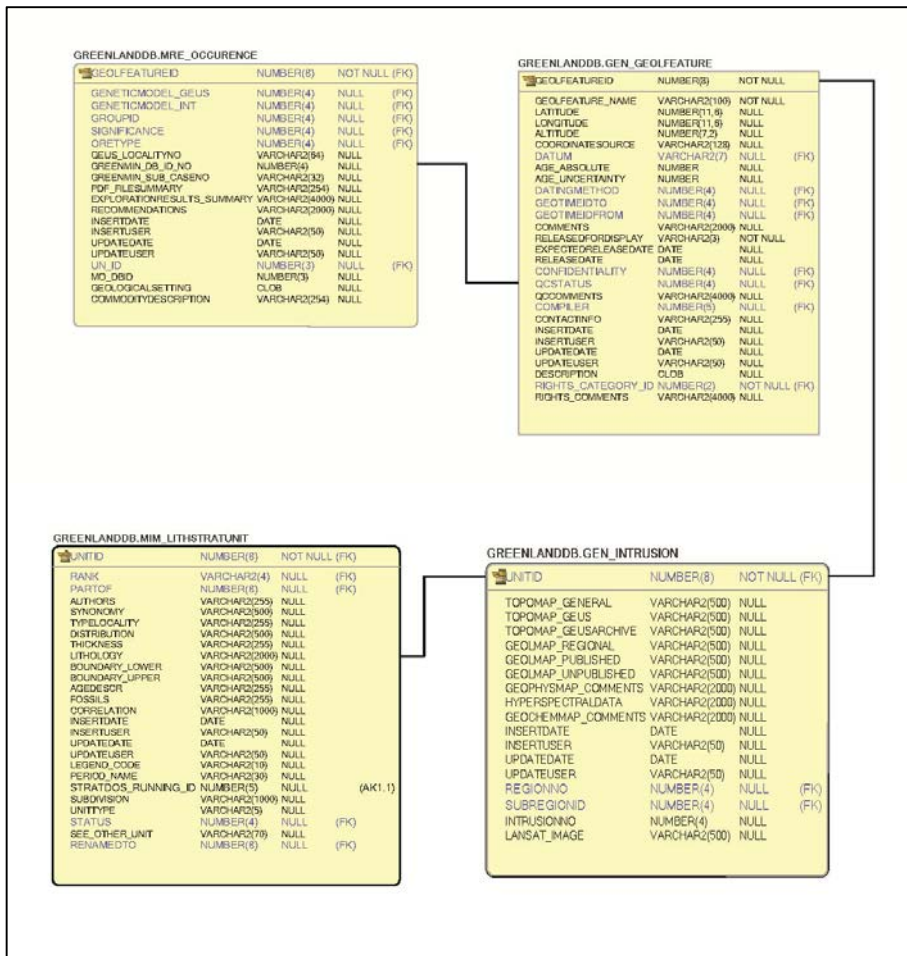 GREENLANDDB.MRE_OCCURENCE
GEOLFEATUREID NUMBER(8) NOT NULL (FK)
GENETICMODEL_GEUS NUMBER(4) NULL (FK)
GENETICMODEL_INT NUMBER(4) NULL (FK)
GROUPID NUMBER(4) NULL (FK)
SIGNIFICANCE NUMBER(4) NULL (FK)
ORETYPE NUMBER(4) NULL (FK)
GEUS_LOCALITYNO VARCHAR2(64) NULL
GREENMIN_DB_ID_NO NUMBER(4) NULL
GREENMIN_SUB_CASENO VARCHAR2(32) NULL
PDF_FILESUMMARY VARCHAR2(254) NULL
EXPLORATIONRESULTS_SUMMARY VARCHAR2(4000) NULL
RECOMMENDATIONS VARCHAR2(2000) NULL
INSERTDATE DATE NULL
INSERTUSER VARCHAR2(50) NULL
UPDATEDATE DATE NULL
UPDATEUSER VARCHAR2(50) NULL
UN_ID NUMBER(3) NULL (FK)
MO_DBID NUMBER(3) NULL
GEOLOGICALSETTING CLOB NULL
COMMODITYDESCRIPTION VARCHAR2(254) NULL
GREENLANDDB.GEN_GEOLFEATURE
GEOLFEATUREID NUMBER(8) NOT NULL
GEOLFEATURE_NAME VARCHAR2(100) NOT NULL
LATITUDE NUMBER(11,6) NULL
LONGITUDE NUMBER(11,6) NULL
ALTITUDE NUMBER(7,2) NULL
COORDINATESOURCE VARCHAR2(128) NULL
DATUM VARCHAR2(7) NULL (FK)
AGE_ABSOLUTE NUMBER NULL
AGE_UNCERTAINTY NUMBER NULL
DATINGMETHOD NUMBER(4) NULL (FK)
GEOTIMEIDTO NUMBER(4) NULL (FK)
GEOTIMEIDFROM NUMBER(4) NULL (FK)
COMMENTS VARCHAR2(2000) NULL
RELEASEDFORDISPLAY VARCHAR2(3) NOT NULL
EXPECTEDRELEASEDATE DATE NULL
RELEASEDATE DATE NULL
CONFIDENTIALITY NUMBER(4) NULL (FK)
QCSTATUS NUMBER(4) NULL (FK)
QCCOMMENTS VARCHAR2(4000) NULL
COMPILER NUMBER(5) NULL (FK)
CONTACTINFO VARCHAR2(255) NULL
INSERTDATE DATE NULL
INSERTUSER VARCHAR2(50) NULL
UPDATEDATE DATE NULL
UPDATEUSER VARCHAR2(50) NULL
DESCRIPTION CLOB NULL
RIGHTS_CATEGORY_ID NUMBER(2) NOT NULL (FK)
RIGHTS_COMMENTS VARCHAR2(4000) NULL
GREENLANDDB.MIM_LITHSTRATUNIT
UNITID NUMBER(8) NOT NULL (FK)
RANK VARCHAR2(4) NULL (FK)
PARTOF NUMBER(8) NULL (FK)
AUTHORS VARCHAR2(255) NULL
SYNONOMY VARCHAR2(500) NULL
TYPELOCALITY VARCHAR2(255) NULL
DISTRIBUTION VARCHAR2(500) NULL
THICKNESS VARCHAR2(255) NULL
LITHOLOGY VARCHAR2(2000) NULL
BOUNDARY_LOWER VARCHAR2(500) NULL
BOUNDARY_UPPER VARCHAR2(500) NULL
AGEDESCR VARCHAR2(255) NULL
FOSSILS VARCHAR2(255) NULL
CORRELATION VARCHAR2(1000) NULL
INSERTDATE DATE NULL
INSERTUSER VARCHAR2(50) NULL
UPDATEDATE DATE NULL
UPDATEUSER VARCHAR2(50) NULL
LEGEND_CODE VARCHAR2(10) NULL
PERIOD_NAME VARCHAR2(30) NULL
STRATDOS_RUNNING_ID NUMBER(5) NULL (AK1.1)
SUBDIVISION VARCHAR2(1000) NULL
UNITTYPE VARCHAR2(5) NULL
STATUS NUMBER(4) NULL (FK)
SEE_OTHER_UNIT VARCHAR2(70) NULL
RENAMEDTO NUMBER(8) NULL (FK)
GREENLANDDB.GEN_INTRUSION
UNITID NUMBER(8) NOT NULL (FK)
TOPOMAP_GENERAL VARCHAR2(500) NULL
TOPOMAP_GEUS VARCHAR2(500) NULL
TOPOMAP_GEUSARCHIVE VARCHAR2(500) NULL
GEOLMAP_REGIONAL VARCHAR2(500) NULL
GEOLMAP_PUBLISHED VARCHAR2(500) NULL
GEOLMAP_UNPUBLISHED VARCHAR2(500) NULL
GEOPHYSMAP_COMMENTS VARCHAR2(2000) NULL
HYPERSPECTRALDATA VARCHAR2(2000) NULL
GEOCHEMMAP_COMMENTS VARCHAR2(2000) NULL
INSERTDATE DATE NULL
INSERTUSER VARCHAR2(50) NULL
UPDATEDATE DATE NULL
UPDATEUSER VARCHAR2(50) NULL
REGIONNO NUMBER(4) NULL (FK)
SUBREGIONID NUMBER(4) NULL (FK)
INTRUSIONNO NUMBER(4) NULL
LANSAT_IMAGE VARCHAR2(500) NULL